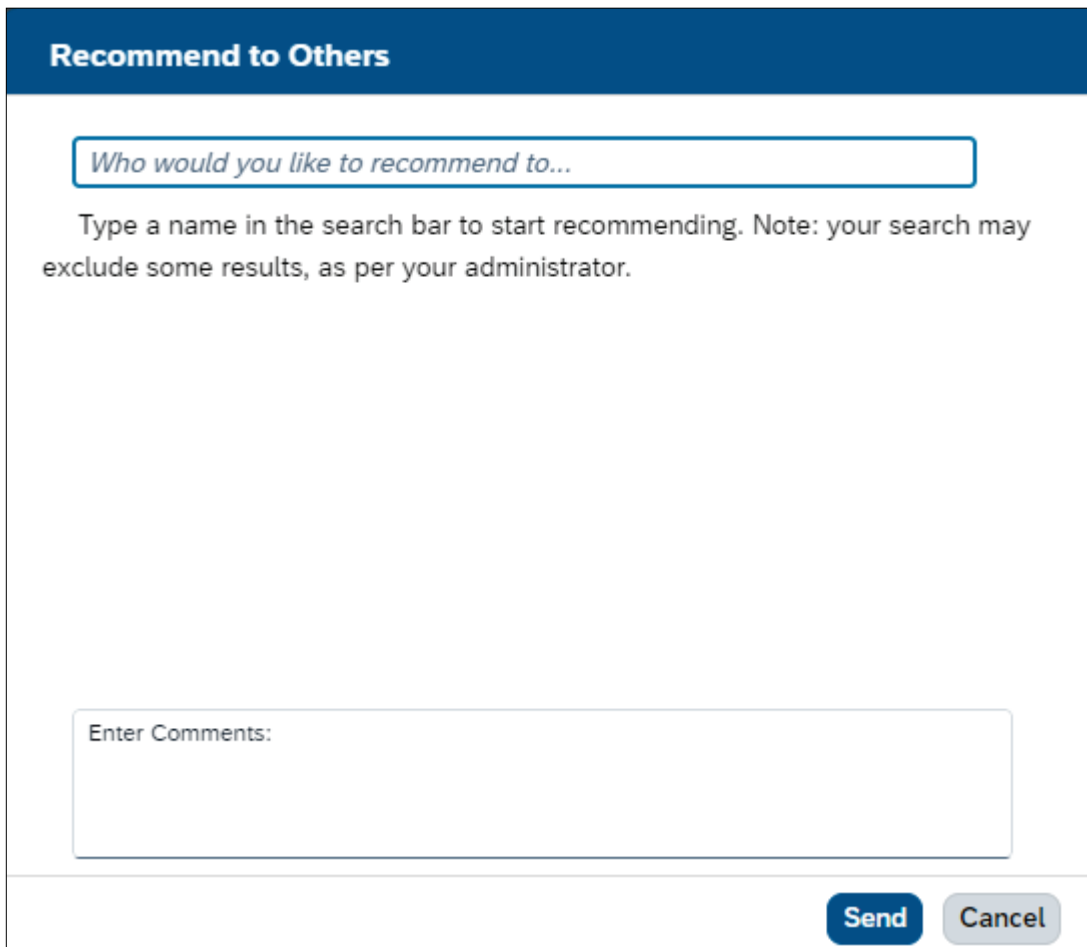 Recommend to Others
Who would you like to recommend to...
Type a name in the search bar to start recommending. Note: your search may
exclude some results, as per your administrator.
Enter Comments:
Send Cancel